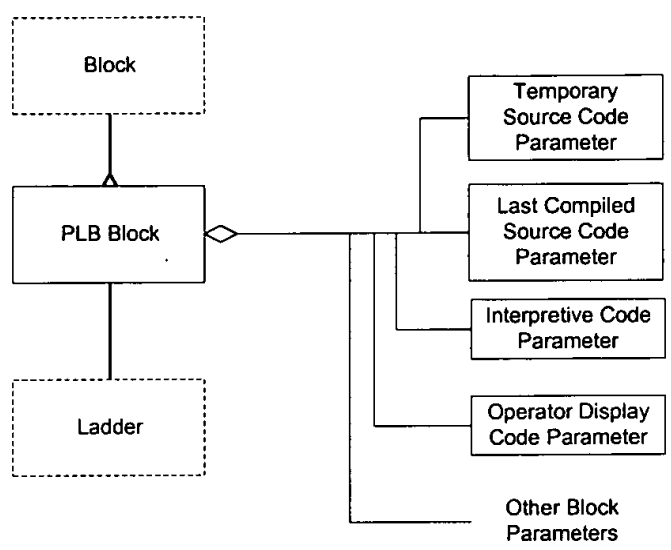 Block
PLB Block
Ladder
Temporary
Source Code
Parameter
Last Compiled
Source Code
Parameter
Interpretive Code
Parameter
Operator Display
Code Parameter
Other Block
Parameters